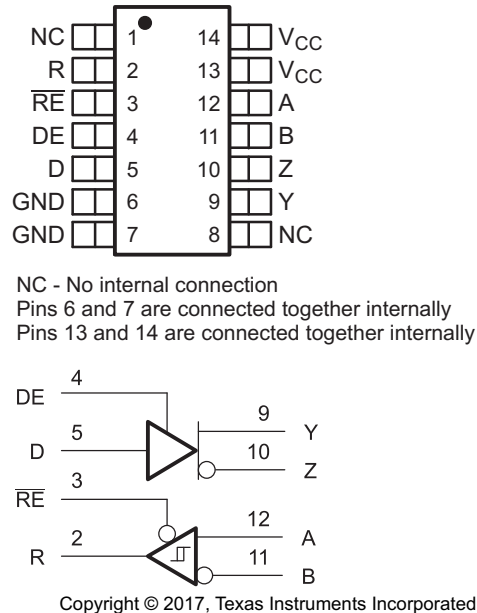 NC 1 14 VCC
R 2 13 VCC
RE 3 12 A
DE 4 11 B
D 5 10 Z
GND 6 9 Y
GND 7 8 NC
NC - No internal connection
Pins 6 and 7 are connected together internally
Pins 13 and 14 are connected together internally
DE 4
D 5
9 Y
10 Z
RE 3
R 2
12 A
11 B
Copyright © 2017, Texas Instruments Incorporated